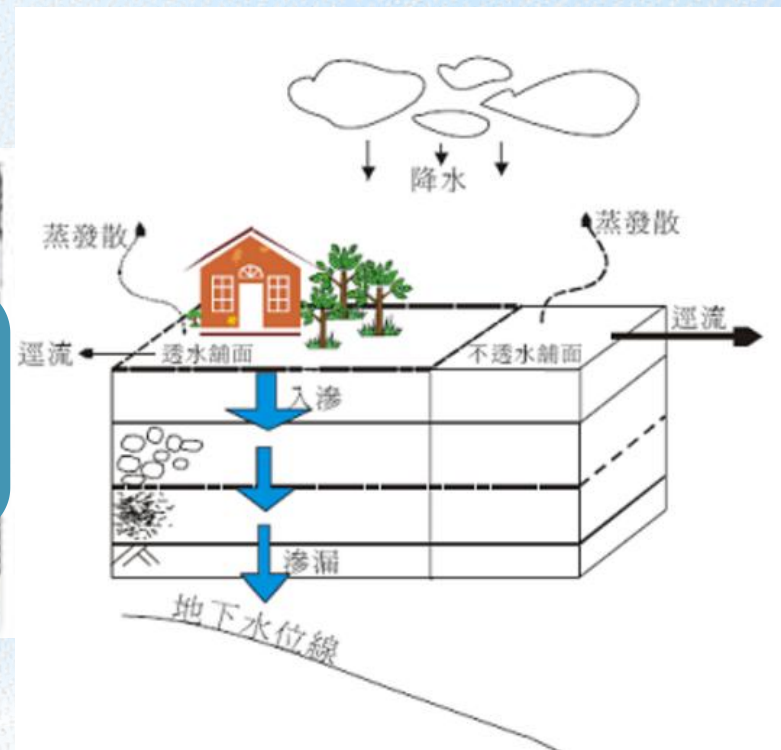 降水
蒸發散
蒸發散
逕流
透水舖面
不透水舖面
逕流
入滲
滲漏
地下水位線